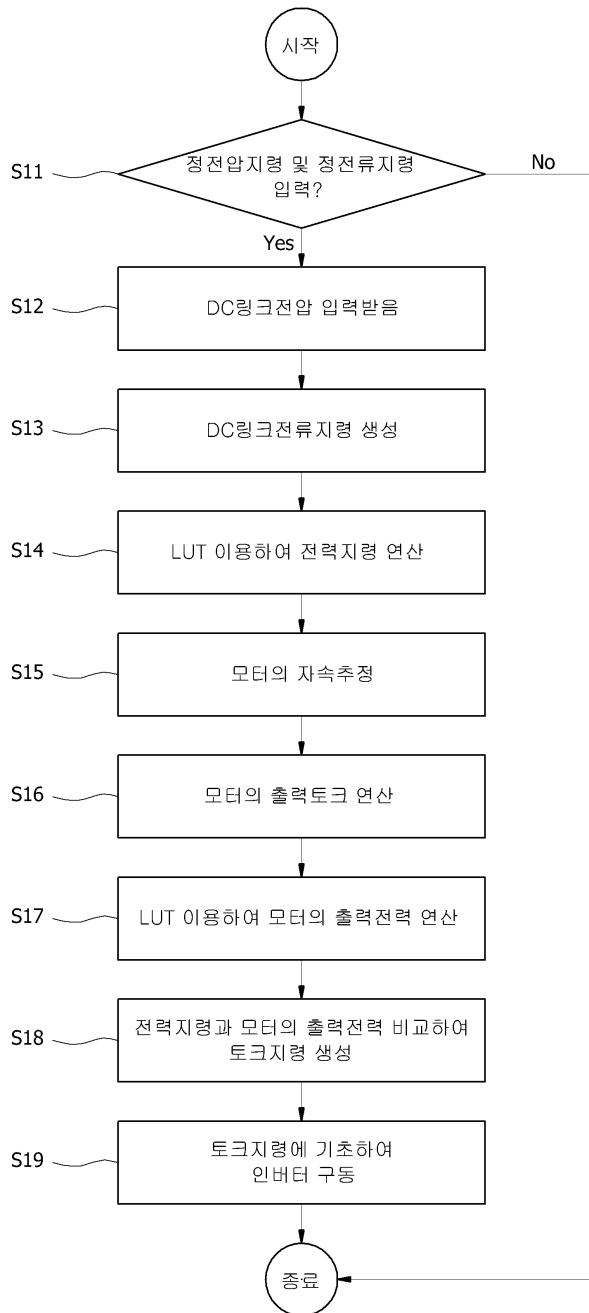 시작
S11
정전압지령 및 정전류지령
입력?
No
Yes
S12
DC링크전압 입력받음
S13
DC링크전류지령 생성
S14
LUT 이용하여 전력지령 연산
S15
모터의 자속추정
S16
모터의 출력토크 연산
S17
LUT 이용하여 모터의 출력전력 연산
S18
전력지령과 모터의 출력전력 비교하여
토크지령 생성
S19
토크지령에 기초하여
인버터 구동
종료